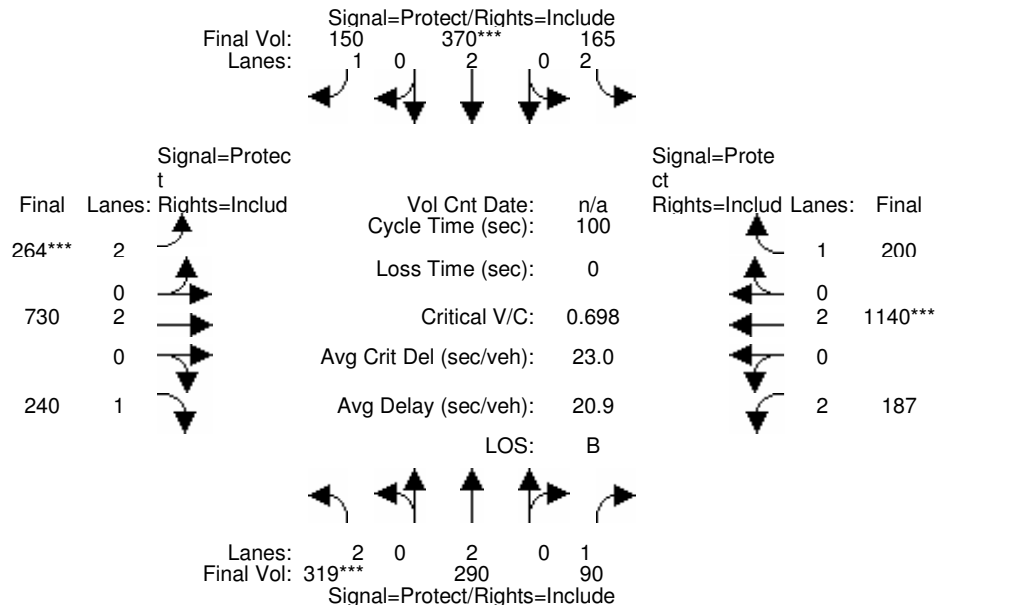 Signal=Protect/Rights=Include
Final Vol: 150 370*** 165
Lanes: 1 0 2 0 2
Signal=Protec
t
Signal=Prote
ct
Final Lanes: Rights=Includ Vol Cnt Date: n/a Rights=Includ Lanes: Final
Cycle Time (sec): 100
264*** 2 1 200
Loss Time (sec): 0
0 0
730 2 Critical V/C: 0.698 2 1140***
0 Avg Crit Del (sec/veh): 23.0 0
240 1 Avg Delay (sec/veh): 20.9 2 187
LOS: B
Lanes: 2 0 2 0 1
Final Vol: 319*** 290 90
Signal=Protect/Rights=Include